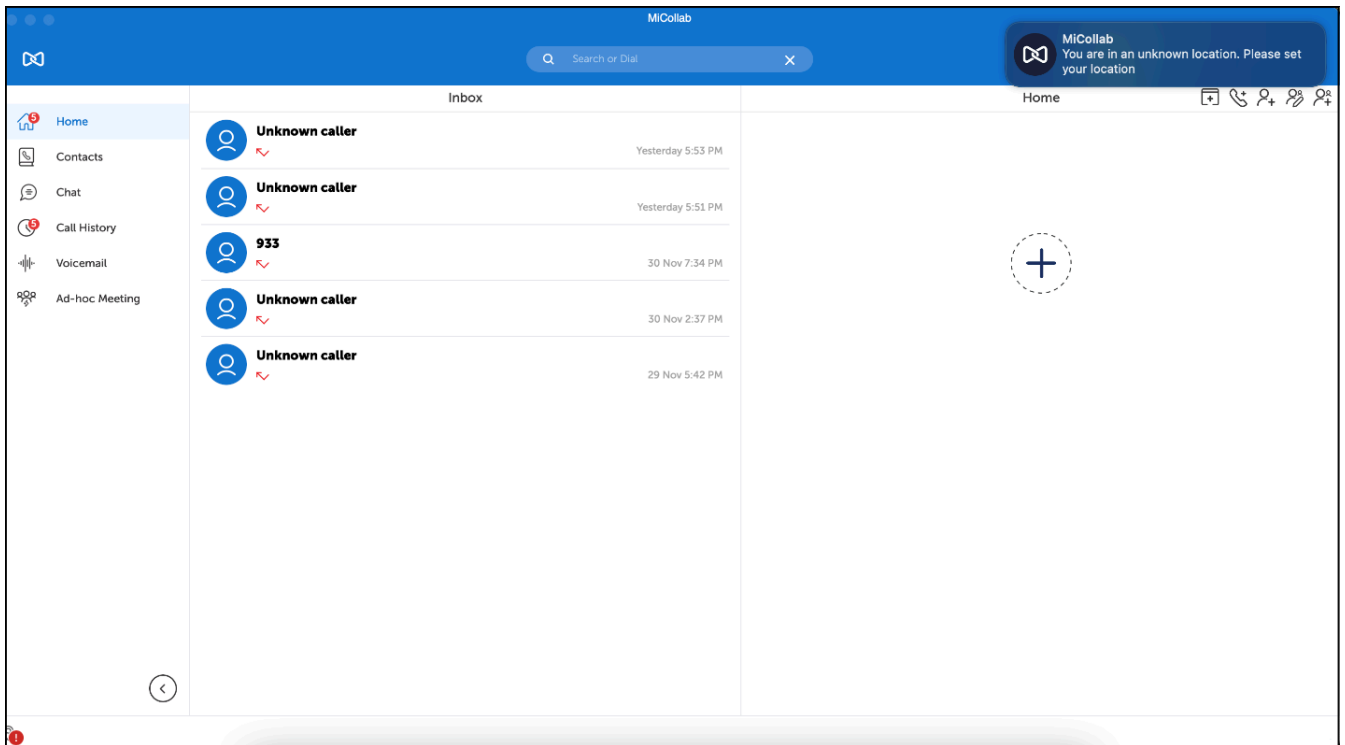 MiCollab
MiCollab
You are in an unknown location. Please set
your location
Search or Dial
Inbox
Home
5
Home
Contacts
Chat
5
Call History
Voicemail
Ad-hoc Meeting
Unknown caller
Yesterday 5:53 PM
Unknown caller
Yesterday 5:51 PM
933
30 Nov 7:34 PM
Unknown caller
30 Nov 2:37 PM
Unknown caller
29 Nov 5:42 PM